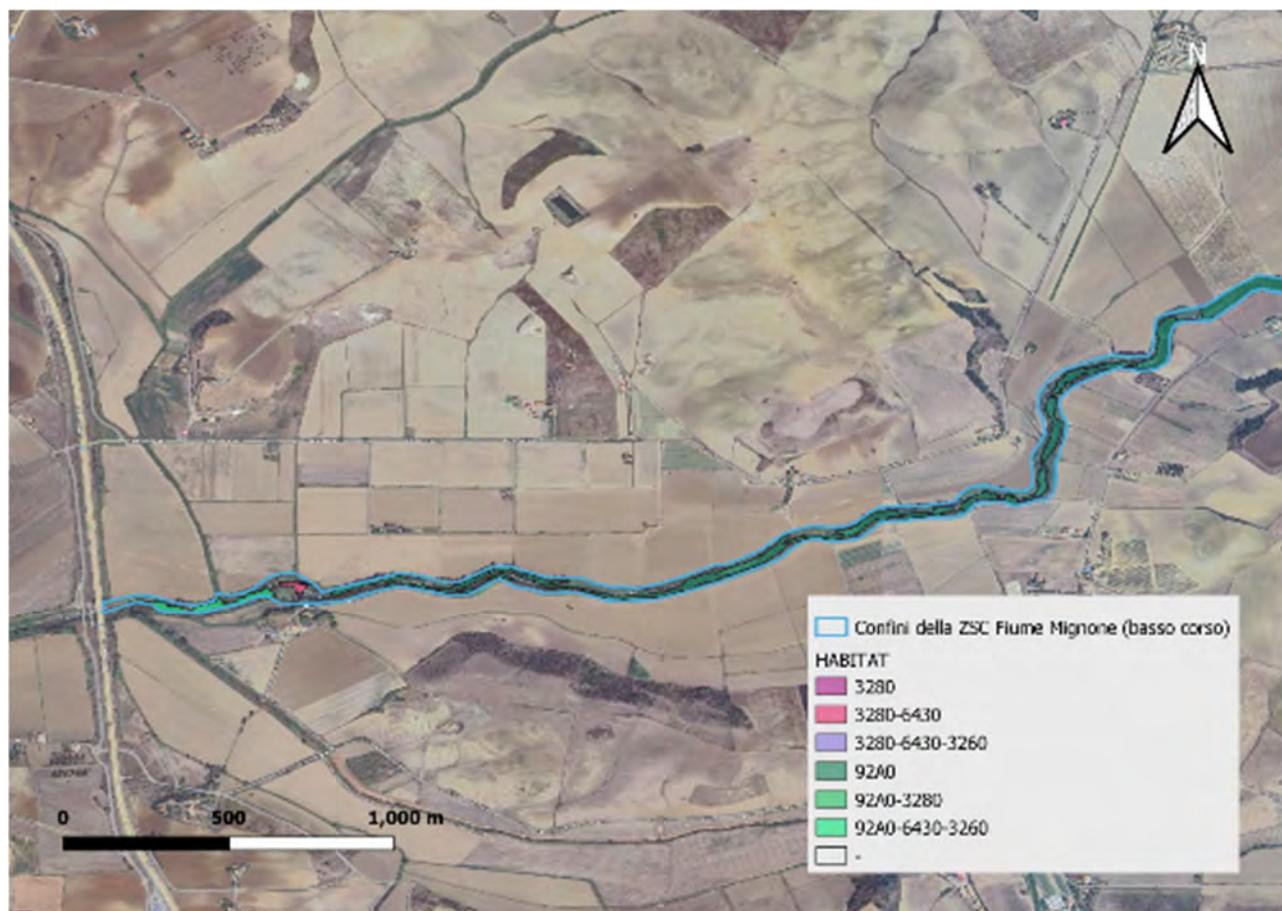 N
Confini della ZSC Fiume Mignone (basso corso)
HABITAT
3280
3280-6430
3280-6430-3260
92A0
92A0-3280
92A0-6430-3260
-
0 500 1,000 m